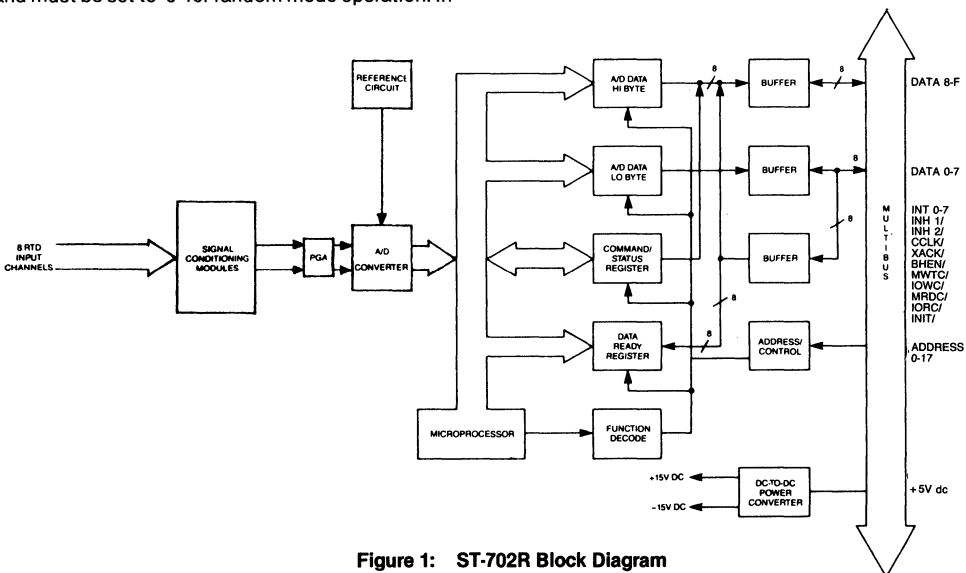 and must be set to "0" for random mode operation. In
REFERENCE
CIRCUIT
A/D DATA
HI BYTE
8
BUFFER
8
DATA 8-F
A/D DATA
LO BYTE
BUFFER
8
DATA 0-7
8 RTD
INPUT
CHANNELS
SIGNAL
CONDITIONING
MODULES
PGA
A/D
CONVERTER
COMMAND/
STATUS
REGISTER
BUFFER
8
MULTIBUS
INT 0-7
INH 1/
INH 2/
CCLK/
XACK/
BHEN/
MWTC/
IOWC/
MRDC/
IORC/
INIT/
8
DATA
READY
REGISTER
8
ADDRESS/
CONTROL
ADDRESS
0-17
MICROPROCESSOR
FUNCTION
DECODE
+15V DC
-15V DC
DC-TO-DC
POWER
CONVERTER
+5V dc
Figure 1: ST-702R Block Diagram